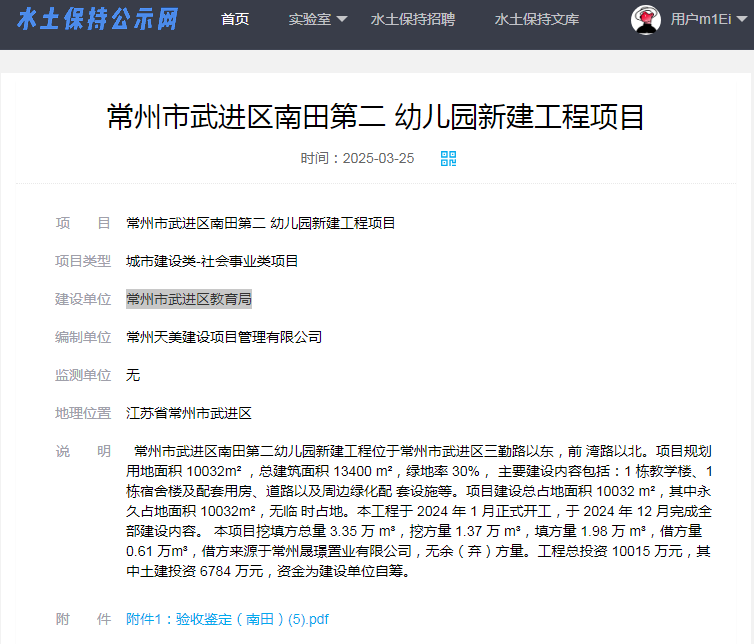 水土保持公示网 首页 实验室 水土保持招聘 水土保持文库 用户m1Ei
常州市武进区南田第二 幼儿园新建工程项目
时间：2025-03-25
项 目 常州市武进区南田第二 幼儿园新建工程项目
项目类型 城市建设类-社会事业类项目
建设单位 常州市武进区教育局
编制单位 常州天美建设项目管理有限公司
监测单位 无
地理位置 江苏省常州市武进区
说 明 常州市武进区南田第二幼儿园新建工程位于常州市武进区三勤路以东，前 湾路以北。项目规划
用地面积 10032m² ，总建筑面积 13400 m²，绿地率 30% ， 主要建设内容包括：1 栋教学楼、1
栋宿舍楼及配套用房、道路以及周边绿化配 套设施等。项目建设总占地面积 10032 m²，其中永
久占地面积 10032m²，无临 时占地。本工程于 2024 年 1 月正式开工，于 2024 年 12 月完成全
部建设内容。 本项目挖填方总量 3.35 万 m³，挖方量 1.37 万 m³，填方量 1.98 万 m³，借方量
0.61 万m³，借方来源于常州晟璟置业有限公司，无余（弃）方量。工程总投资 10015 万元，其
中土建投资 6784 万元，资金为建设单位自筹。
附 件 附件1：验收鉴定（南田）(5).pdf